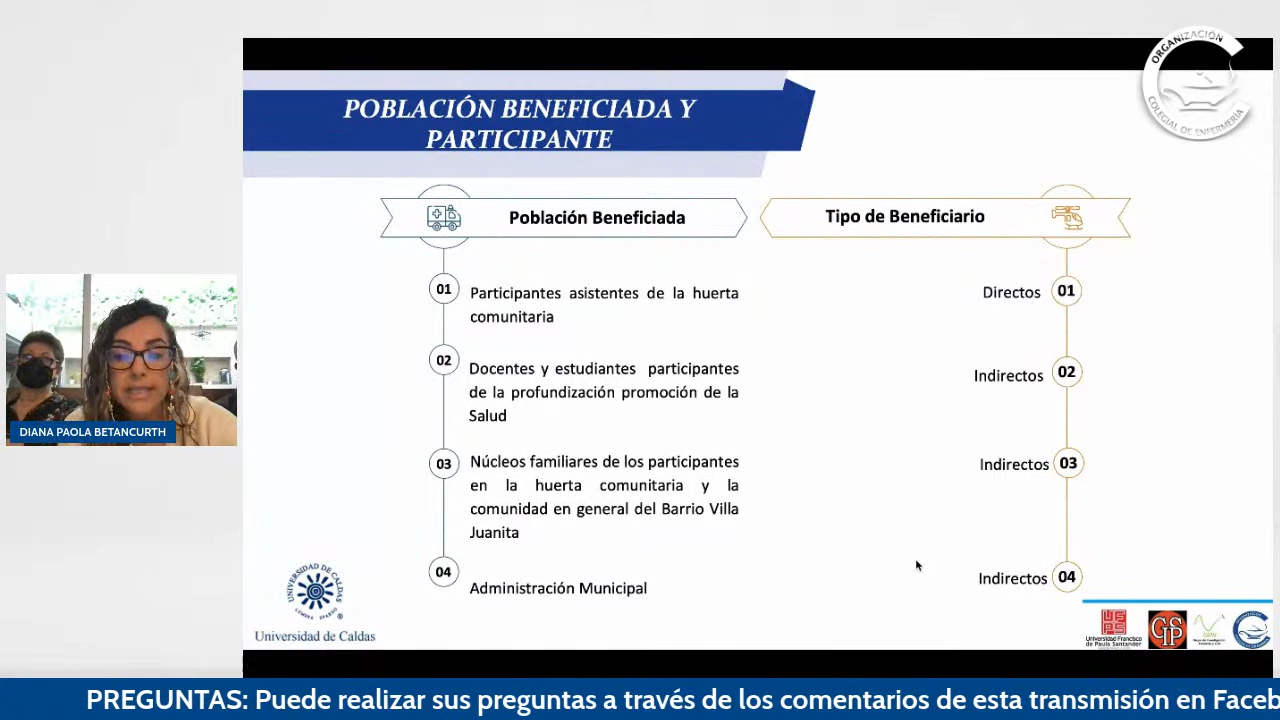 POBLACIÓN BENEFICIADA Y
PARTICIPANTE
ORGANIZACIÓN
COLEGIAL DE ENFERMERÍA
Población Beneficiada
Tipo de Beneficiario
01
Participantes asistentes de la huerta
comunitaria
Directos 01
02
Docentes y estudiantes participantes
de la profundización promoción de la
Salud
Indirectos 02
03
Núcleos familiares de los participantes
en la huerta comunitaria y la
comunidad en general del Barrio Villa
Juanita
Indirectos 03
04
Administración Municipal
Indirectos 04
DIANA PAOLA BETANCURTH
UNIVERSIDAD DE CALDAS
Universidad de Caldas
Universidad Francisco
de Paula Santander
PREGUNTAS: Puede realizar sus preguntas a través de los comentarios de esta transmisión en Faceb